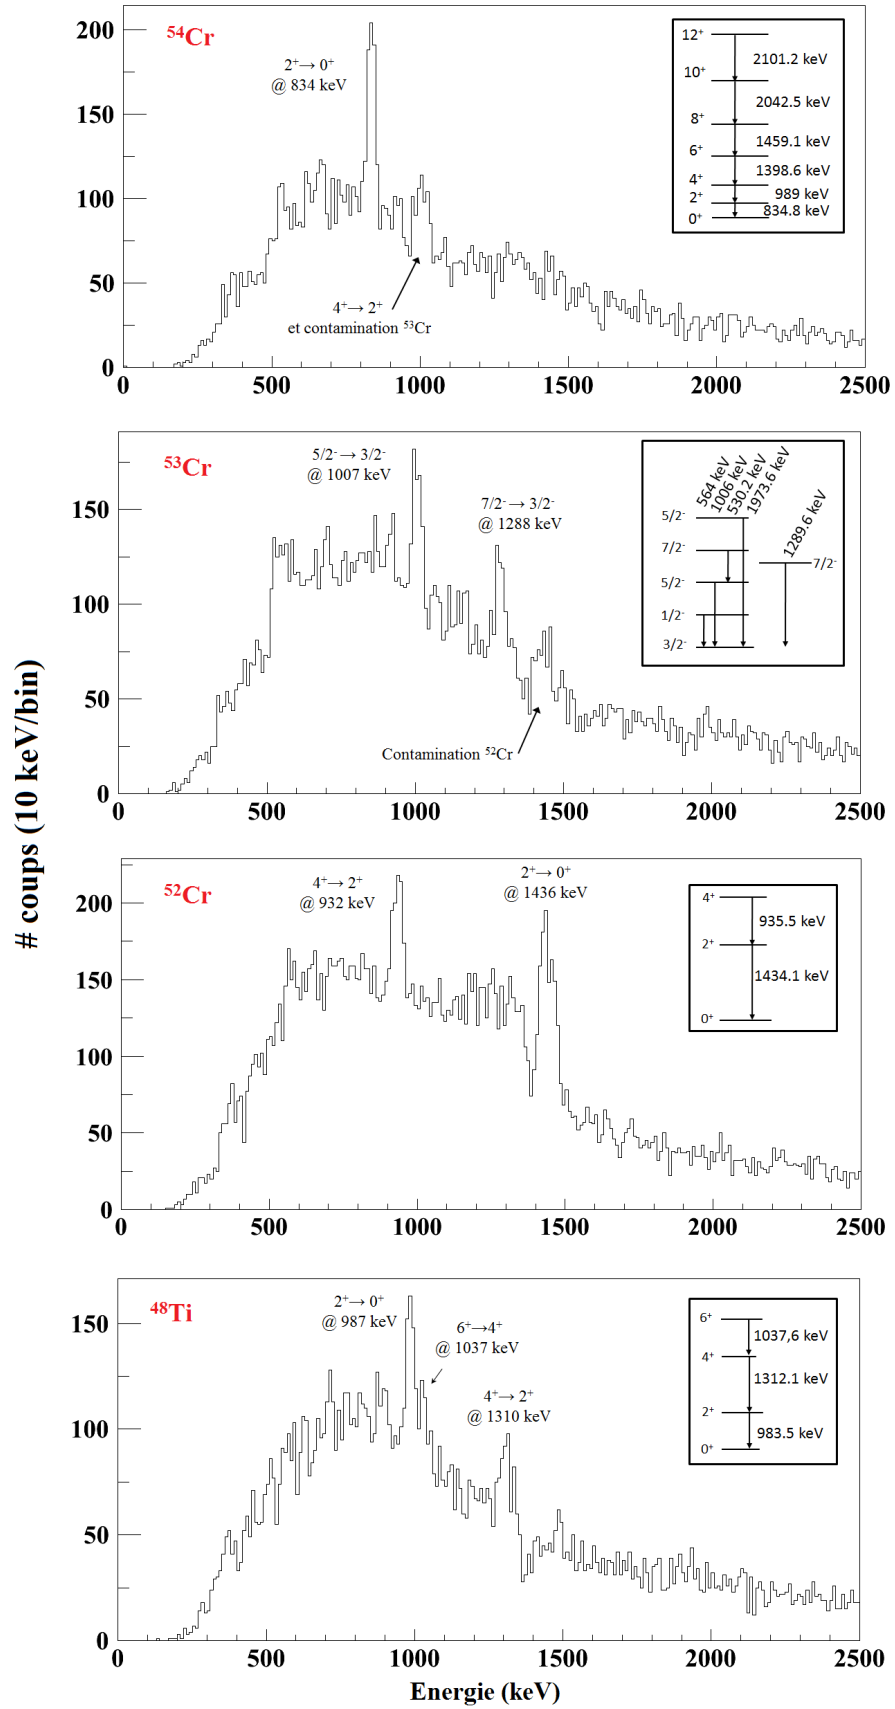 # coups (10 keV/bin)
⁵⁴Cr
2⁺→ 0⁺
@ 834 keV
4⁺→ 2⁺
et contamination ⁵³Cr
12⁺
2101.2 keV
10⁺
2042.5 keV
8⁺
1459.1 keV
6⁺
1398.6 keV
4⁺
989 keV
2⁺
834.8 keV
0⁺
200
150
100
50
0
0 500 1000 1500 2000 2500
⁵³Cr
5/2⁻→ 3/2⁻
@ 1007 keV
7/2⁻→ 3/2⁻
@ 1288 keV
Contamination ⁵²Cr
564 keV
1006 keV
530.2 keV
1973.6 keV
1289.6 keV
5/2⁻
7/2⁻
7/2⁻
5/2⁻
1/2⁻
3/2⁻
150
100
50
0
0 500 1000 1500 2000 2500
⁵²Cr
4⁺→ 2⁺
@ 932 keV
2⁺→ 0⁺
@ 1436 keV
4⁺
935.5 keV
2⁺
1434.1 keV
0⁺
200
150
100
50
0
0 500 1000 1500 2000 2500
⁴⁸Ti
2⁺→ 0⁺
@ 987 keV
6⁺→4⁺
@ 1037 keV
4⁺→ 2⁺
@ 1310 keV
6⁺
1037,6 keV
4⁺
1312.1 keV
2⁺
983.5 keV
0⁺
150
100
50
0
0 500 1000 1500 2000 2500
Energie (keV)